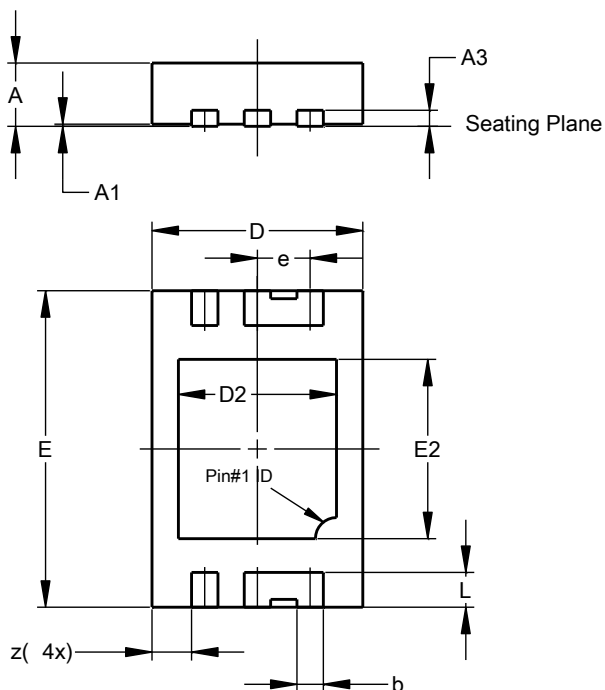 A3
A
Seating Plane
A1
D
e
D2
E
E2
Pin#1 ID
L
z( 4x)
b